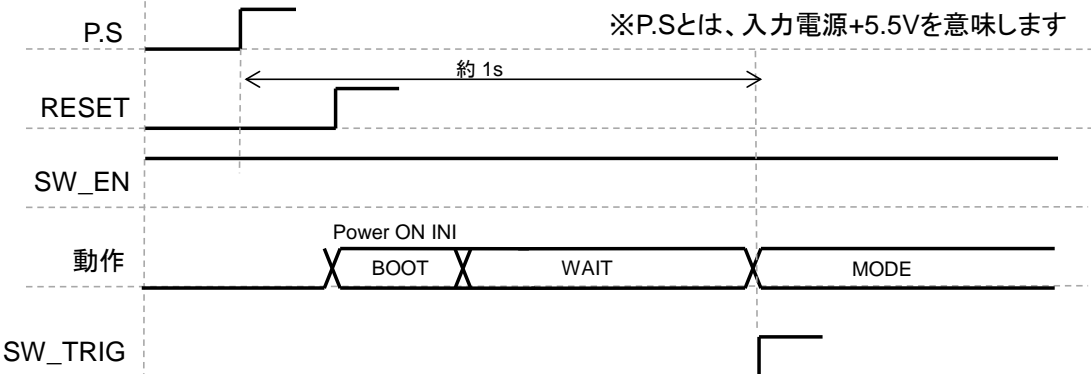 P.S
※P.Sとは、入力電源+5.5Vを意味します
約 1s
RESET
SW_EN
Power ON INI
動作
BOOT
WAIT
MODE
SW_TRIG